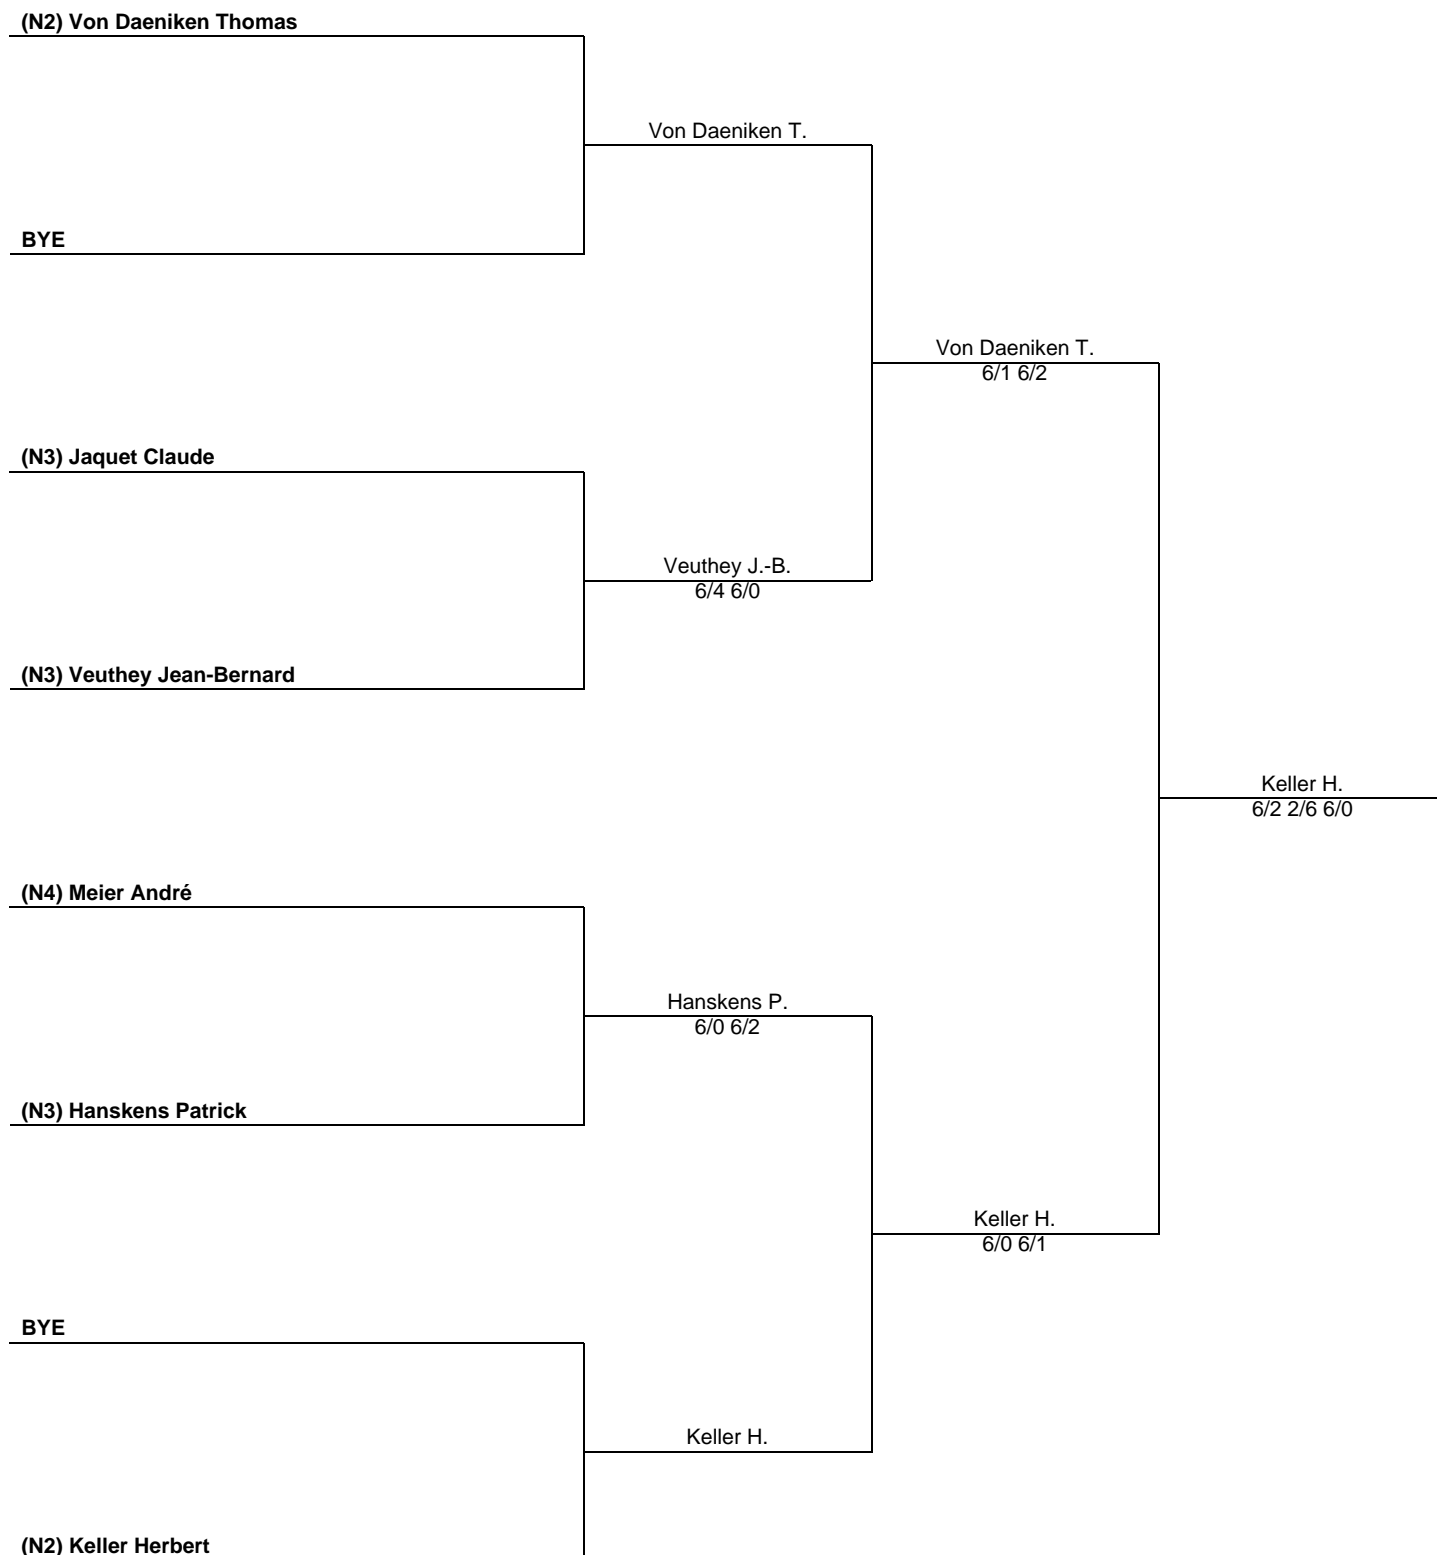 (N2) Von Daeniken Thomas
Von Daeniken T.
BYE
Von Daeniken T.
6/1 6/2
(N3) Jaquet Claude
Veuthey J.-B.
6/4 6/0
(N3) Veuthey Jean-Bernard
Keller H.
6/2 2/6 6/0
(N4) Meier André
Hanskens P.
6/0 6/2
(N3) Hanskens Patrick
Keller H.
6/0 6/1
BYE
Keller H.
(N2) Keller Herbert